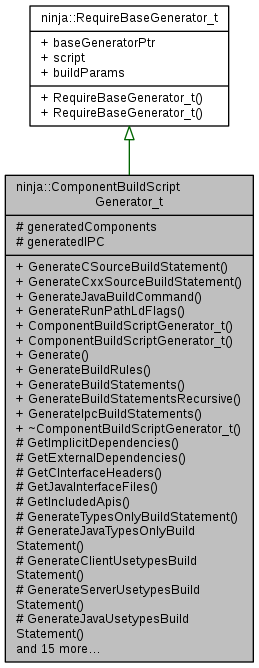 ninja::RequireBaseGenerator_t
+ baseGeneratorPtr
+ script
+ buildParams
+ RequireBaseGenerator_t()
+ RequireBaseGenerator_t()
ninja::ComponentBuildScript
Generator_t
# generatedComponents
# generatedIPC
+ GenerateCSourceBuildStatement()
+ GenerateCxxSourceBuildStatement()
+ GenerateJavaBuildCommand()
+ GenerateRunPathLdFlags()
+ ComponentBuildScriptGenerator_t()
+ ComponentBuildScriptGenerator_t()
+ Generate()
+ GenerateBuildRules()
+ GenerateBuildStatements()
+ GenerateBuildStatementsRecursive()
+ GenerateIpcBuildStatements()
+ ~ComponentBuildScriptGenerator_t()
# GetImplicitDependencies()
# GetExternalDependencies()
# GetCInterfaceHeaders()
# GetJavaInterfaceFiles()
# GetIncludedApis()
# GenerateTypesOnlyBuildStatement()
# GenerateJavaTypesOnlyBuild
Statement()
# GenerateClientUsetypesBuild
Statement()
# GenerateServerUsetypesBuild
Statement()
# GenerateJavaUsetypesBuild
Statement()
and 15 more...